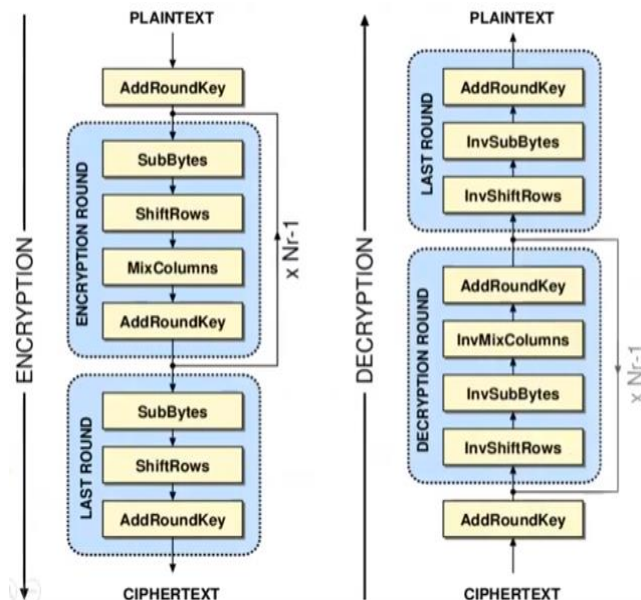 PLAINTEXT
AddRoundKey
ENCRYPTION
ENCRYPTION ROUND
SubBytes
ShiftRows
MixColumns
AddRoundKey
x Nr-1
LAST ROUND
SubBytes
ShiftRows
AddRoundKey
CIPHERTEXT
PLAINTEXT
DECRYPTION
LAST ROUND
AddRoundKey
InvSubBytes
InvShiftRows
DECRYPTION ROUND
AddRoundKey
InvMixColumns
InvSubBytes
InvShiftRows
x Nr-1
AddRoundKey
CIPHERTEXT